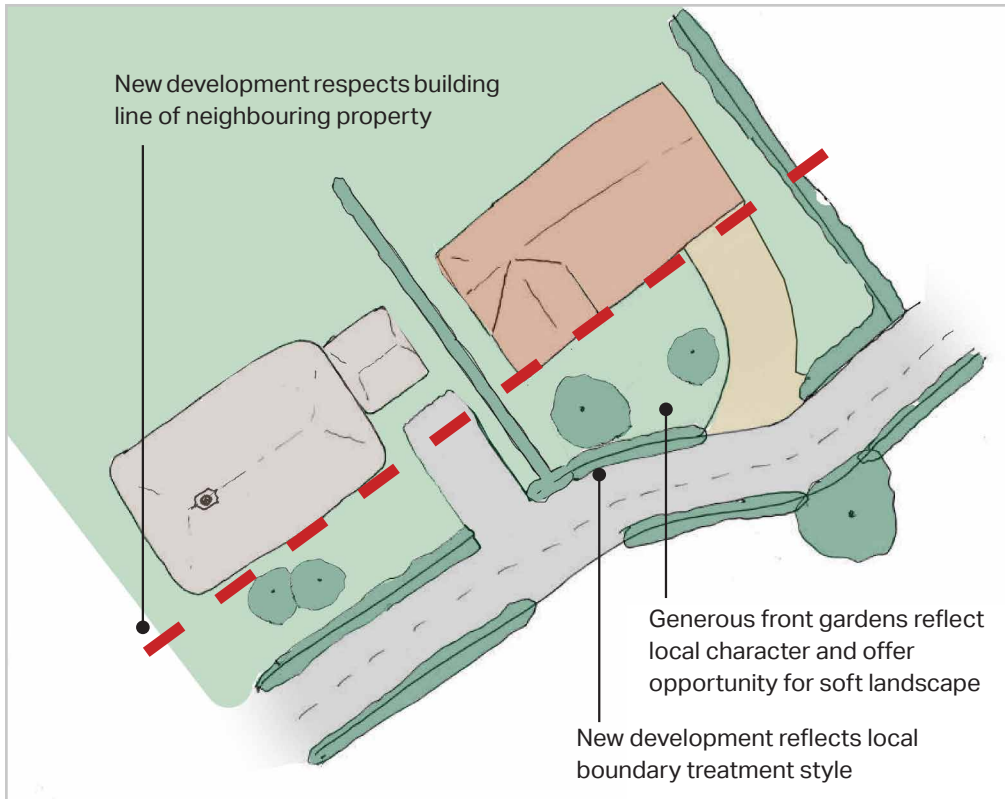 New development respects building
line of neighbouring property
Generous front gardens reflect
local character and offer
opportunity for soft landscape
New development reflects local
boundary treatment style